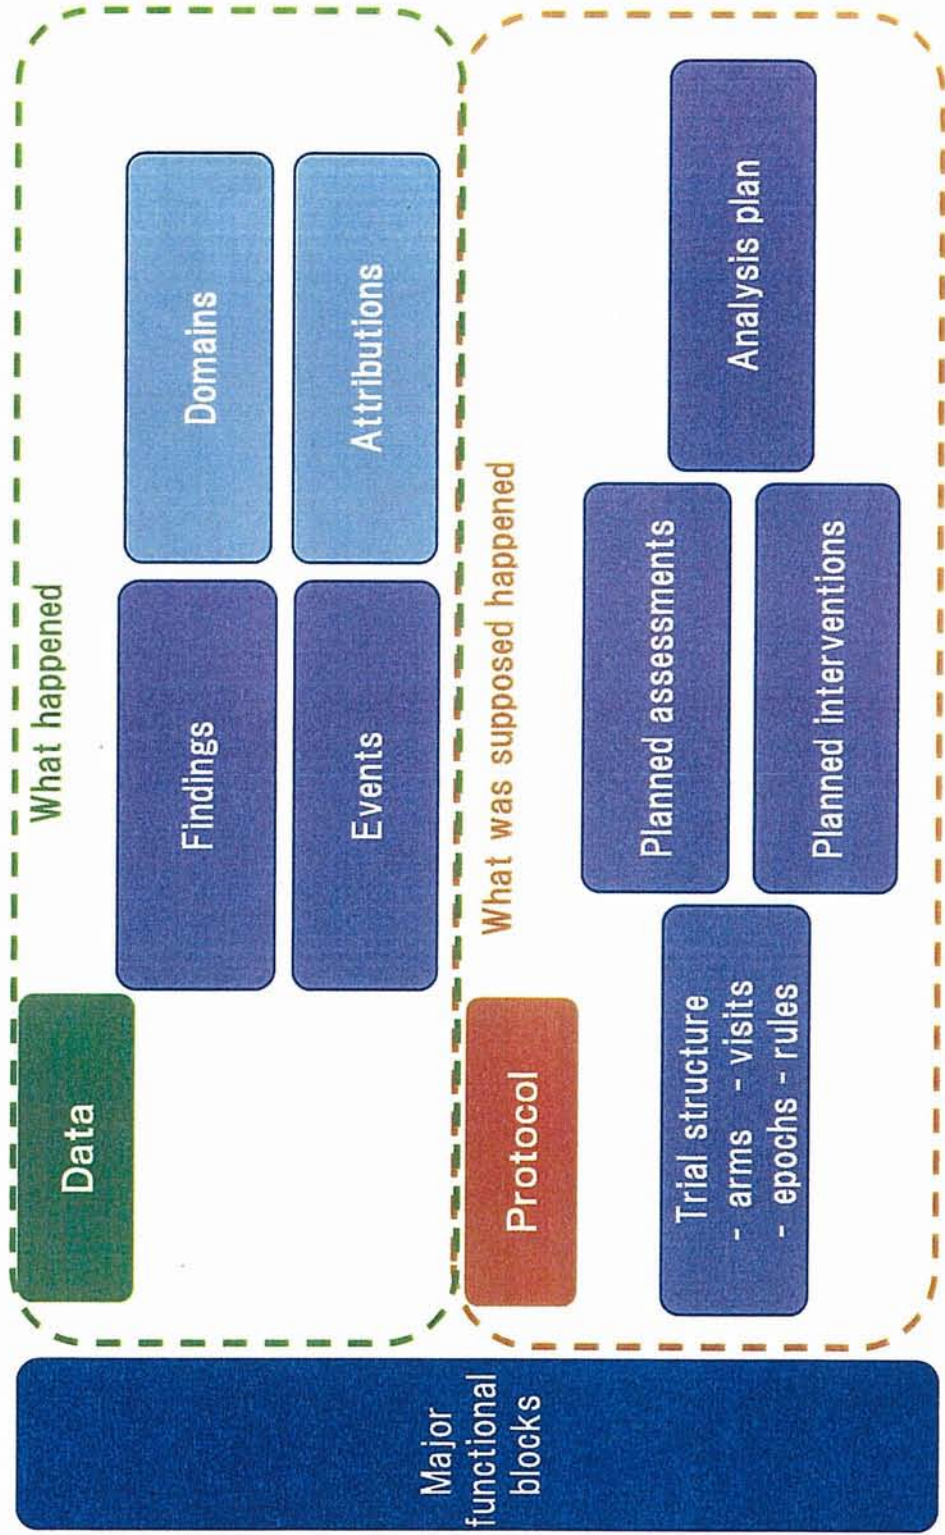 Major
functional
blocks
Data
What happened
Findings
Domains
Events
Attributions
Protocol
What was supposed happened
Trial structure
- arms - visits
- epochs - rules
Planned assessments
Planned interventions
Analysis plan